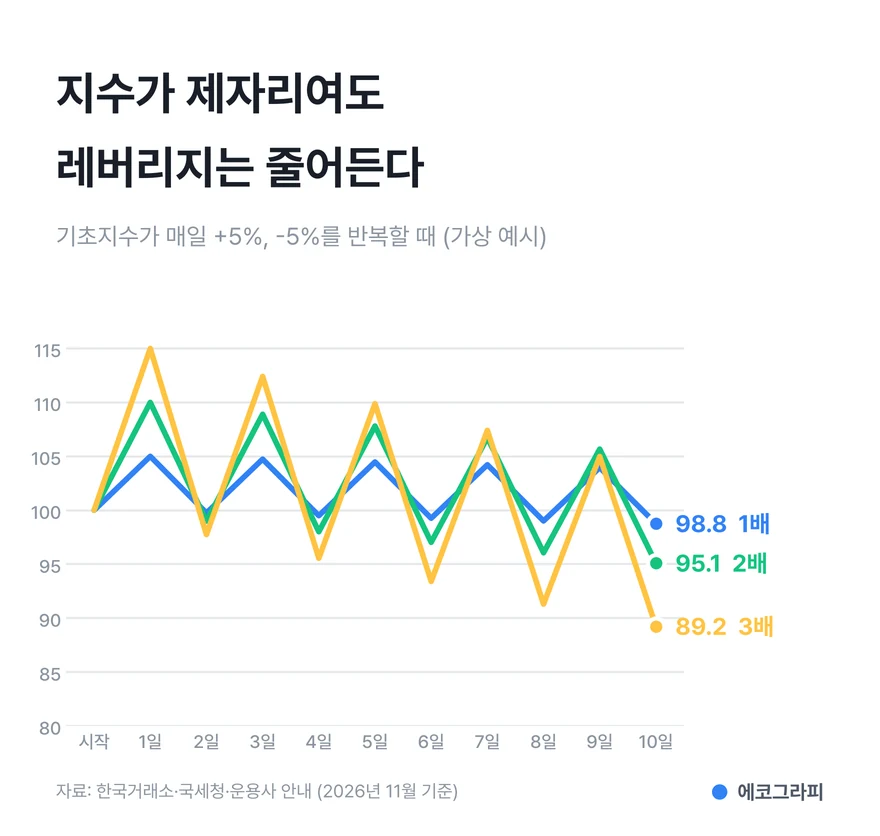 지수가 제자리여도
레버리지는 줄어든다
기초지수가 매일 +5%, -5%를 반복할 때 (가상 예시)
115
110
105
100
95
90
85
80
98.8 1배
95.1 2배
89.2 3배
시작 1일 2일 3일 4일 5일 6일 7일 8일 9일 10일
자료: 한국거래소·국세청·운용사 안내 (2026년 11월 기준)
에코그라피